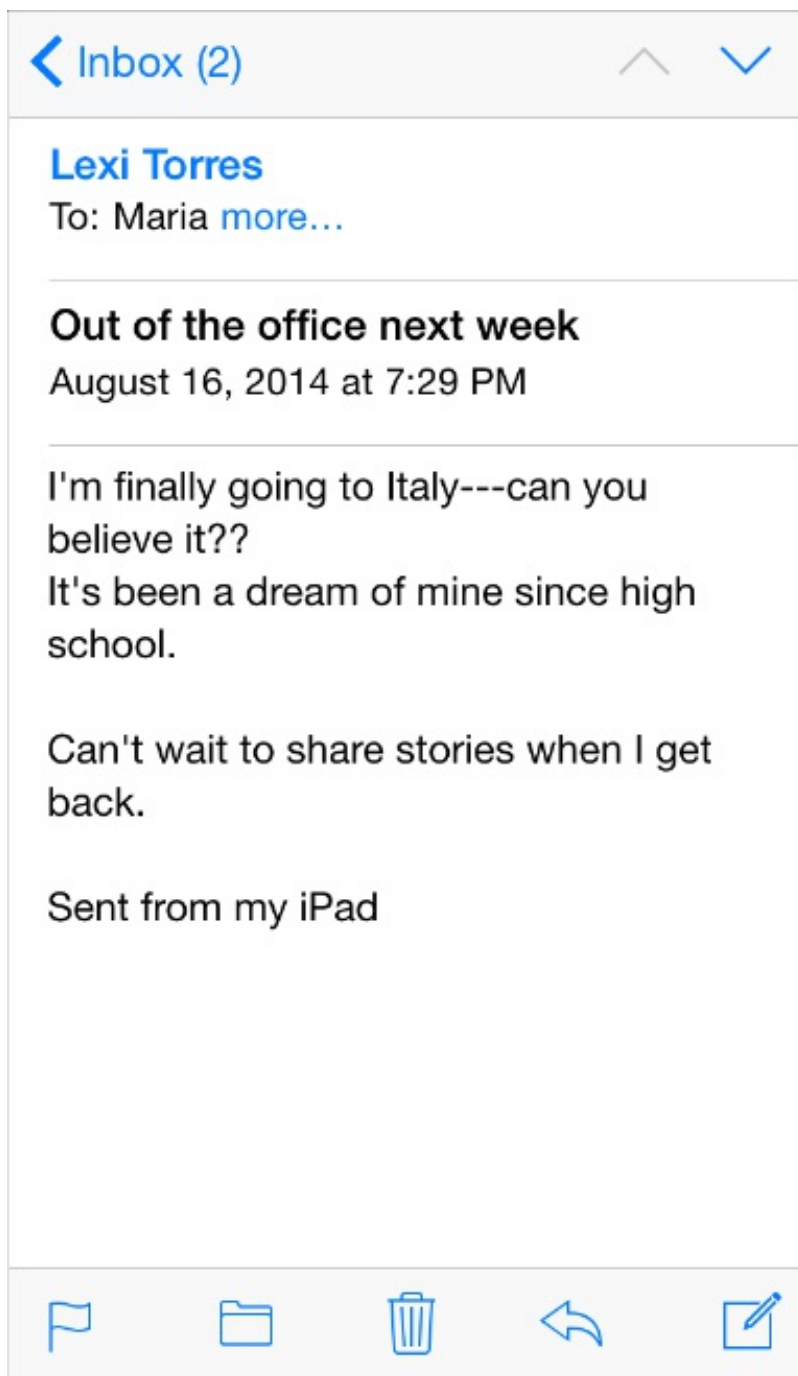 Inbox (2)
Lexi Torres
To: Maria more...
Out of the office next week
August 16, 2014 at 7:29 PM
I'm finally going to Italy---can you
believe it??
It's been a dream of mine since high
school.
Can't wait to share stories when I get
back.
Sent from my iPad